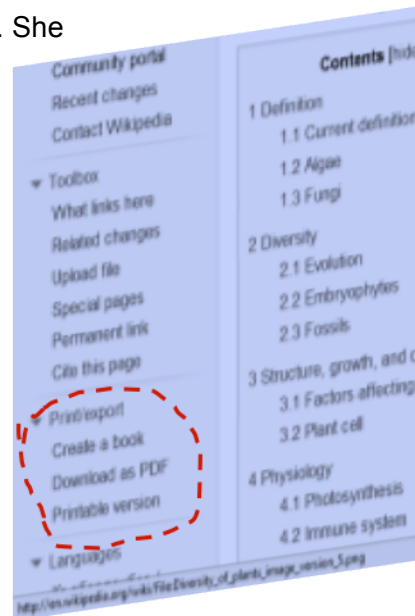 . She
Community portal
Recent changes
Contact Wikipedia
Toolbox
What links here
Related changes
Upload file
Special pages
Permanent link
Cite this page
Print/export
Create a book
Download as PDF
Printable version
Languages
Contents [hide
1 Definition
1.1 Current definition
1.2 Algae
1.3 Fungi
2 Diversity
2.1 Evolution
2.2 Embryophytes
2.3 Fossils
3 Structure, growth, and
3.1 Factors affecting
3.2 Plant cell
4 Physiology
4.1 Photosynthesis
4.2 Immune system
http://en.wikipedia.org/wiki/File:Diversity_of_plants_image_version_5.png